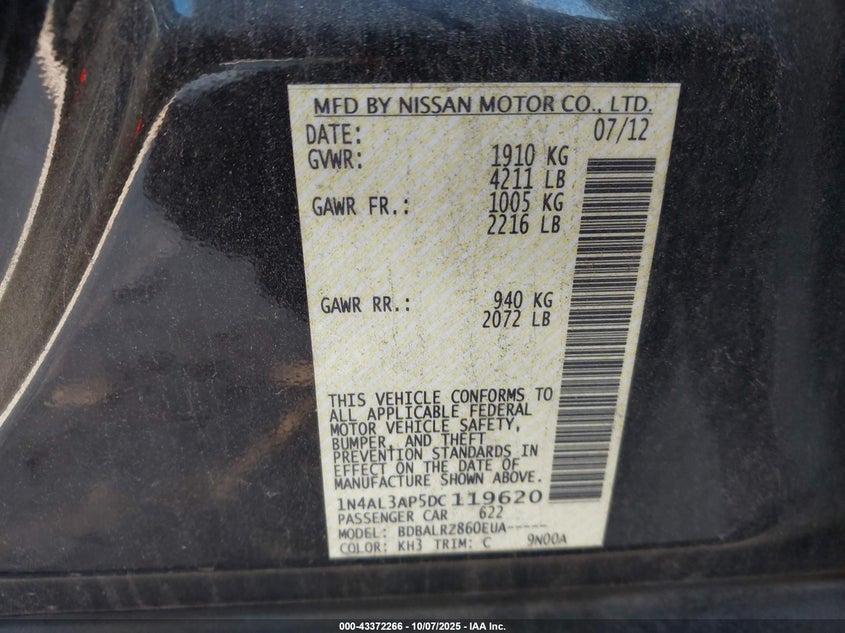 MFD BY NISSAN MOTOR CO., LTD.
DATE: 07/12
GVWR: 1910 KG
4211 LB
GAWR FR.: 1005 KG
2216 LB
GAWR RR.: 940 KG
2072 LB
THIS VEHICLE CONFORMS TO
ALL APPLICABLE FEDERAL
MOTOR VEHICLE SAFETY,
BUMPER, AND THEFT
PREVENTION STANDARDS IN
EFFECT ON THE DATE OF
MANUFACTURE SHOWN ABOVE.
1N4AL3AP5DC119620
PASSENGER CAR 622
MODEL: BDBALRZ860EUA-----
COLOR: KH3 TRIM: C 9N00A
000-43372266 - 10/07/2025 - IAA Inc.